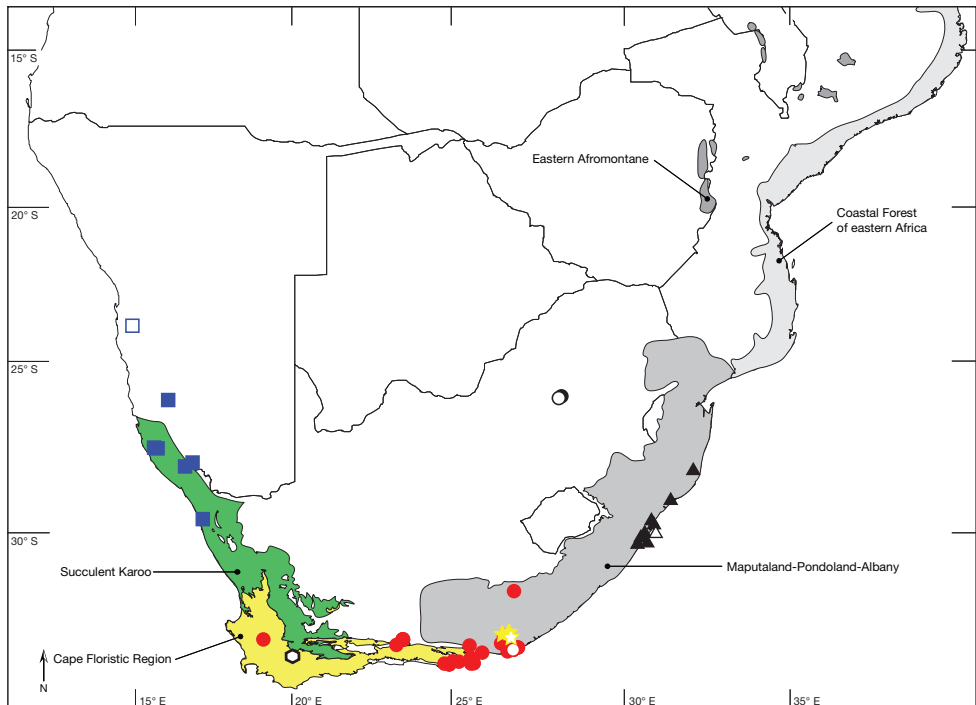 15° S
Eastern Afromontane
20° S
Coastal Forest
of eastern Africa
25° S
30° S
Succulent Karoo
Maputaland-Pondoland-Albany
Cape Floristic Region
N
15° E
20° E
25° E
30° E
35° E